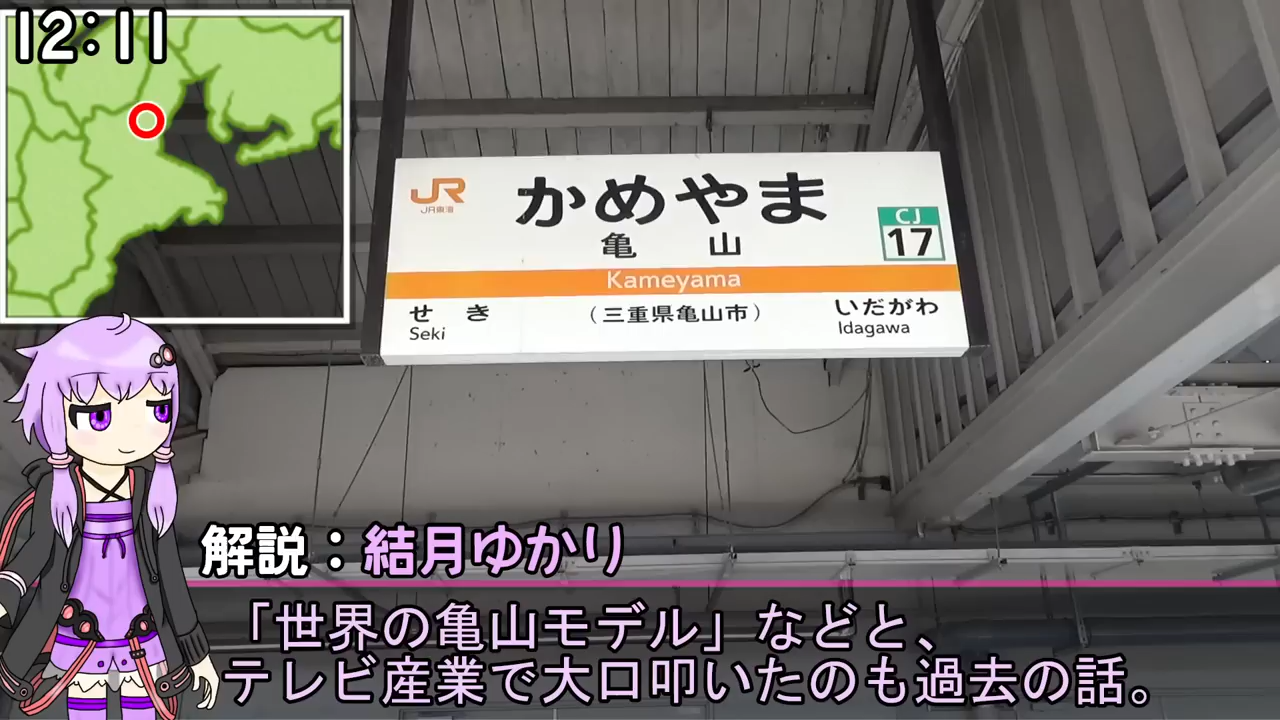 12:11
JR
JR東海
かめやま
亀山
CJ
17
Kameyama
せき
Seki
（三重県亀山市）
いだがわ
Idagawa
解説：結月ゆかり
「世界の亀山モデル」などと、
テレビ産業で大口叩いたのも過去の話。